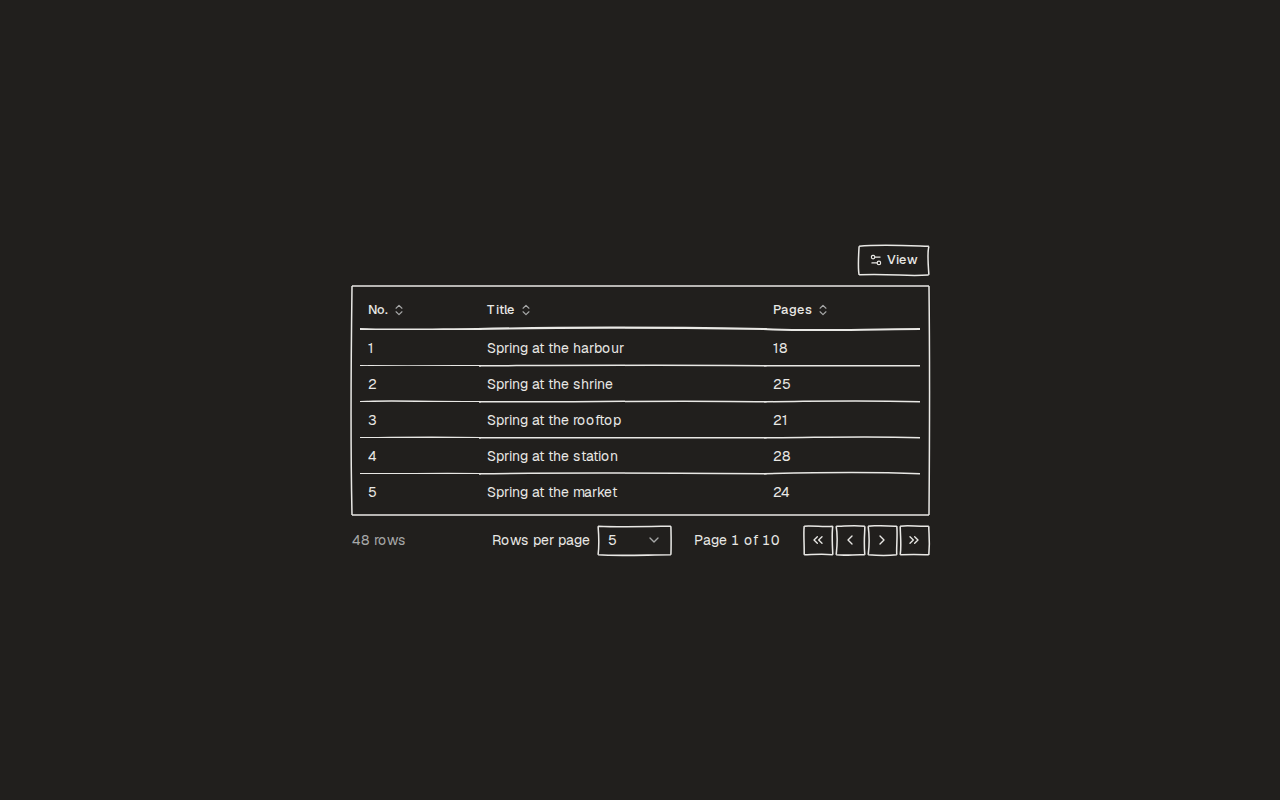 View
No. Title Pages
1 Spring at the harbour 18
2 Spring at the shrine 25
3 Spring at the rooftop 21
4 Spring at the station 28
5 Spring at the market 24
48 rows Rows per page 5 Page 1 of 10